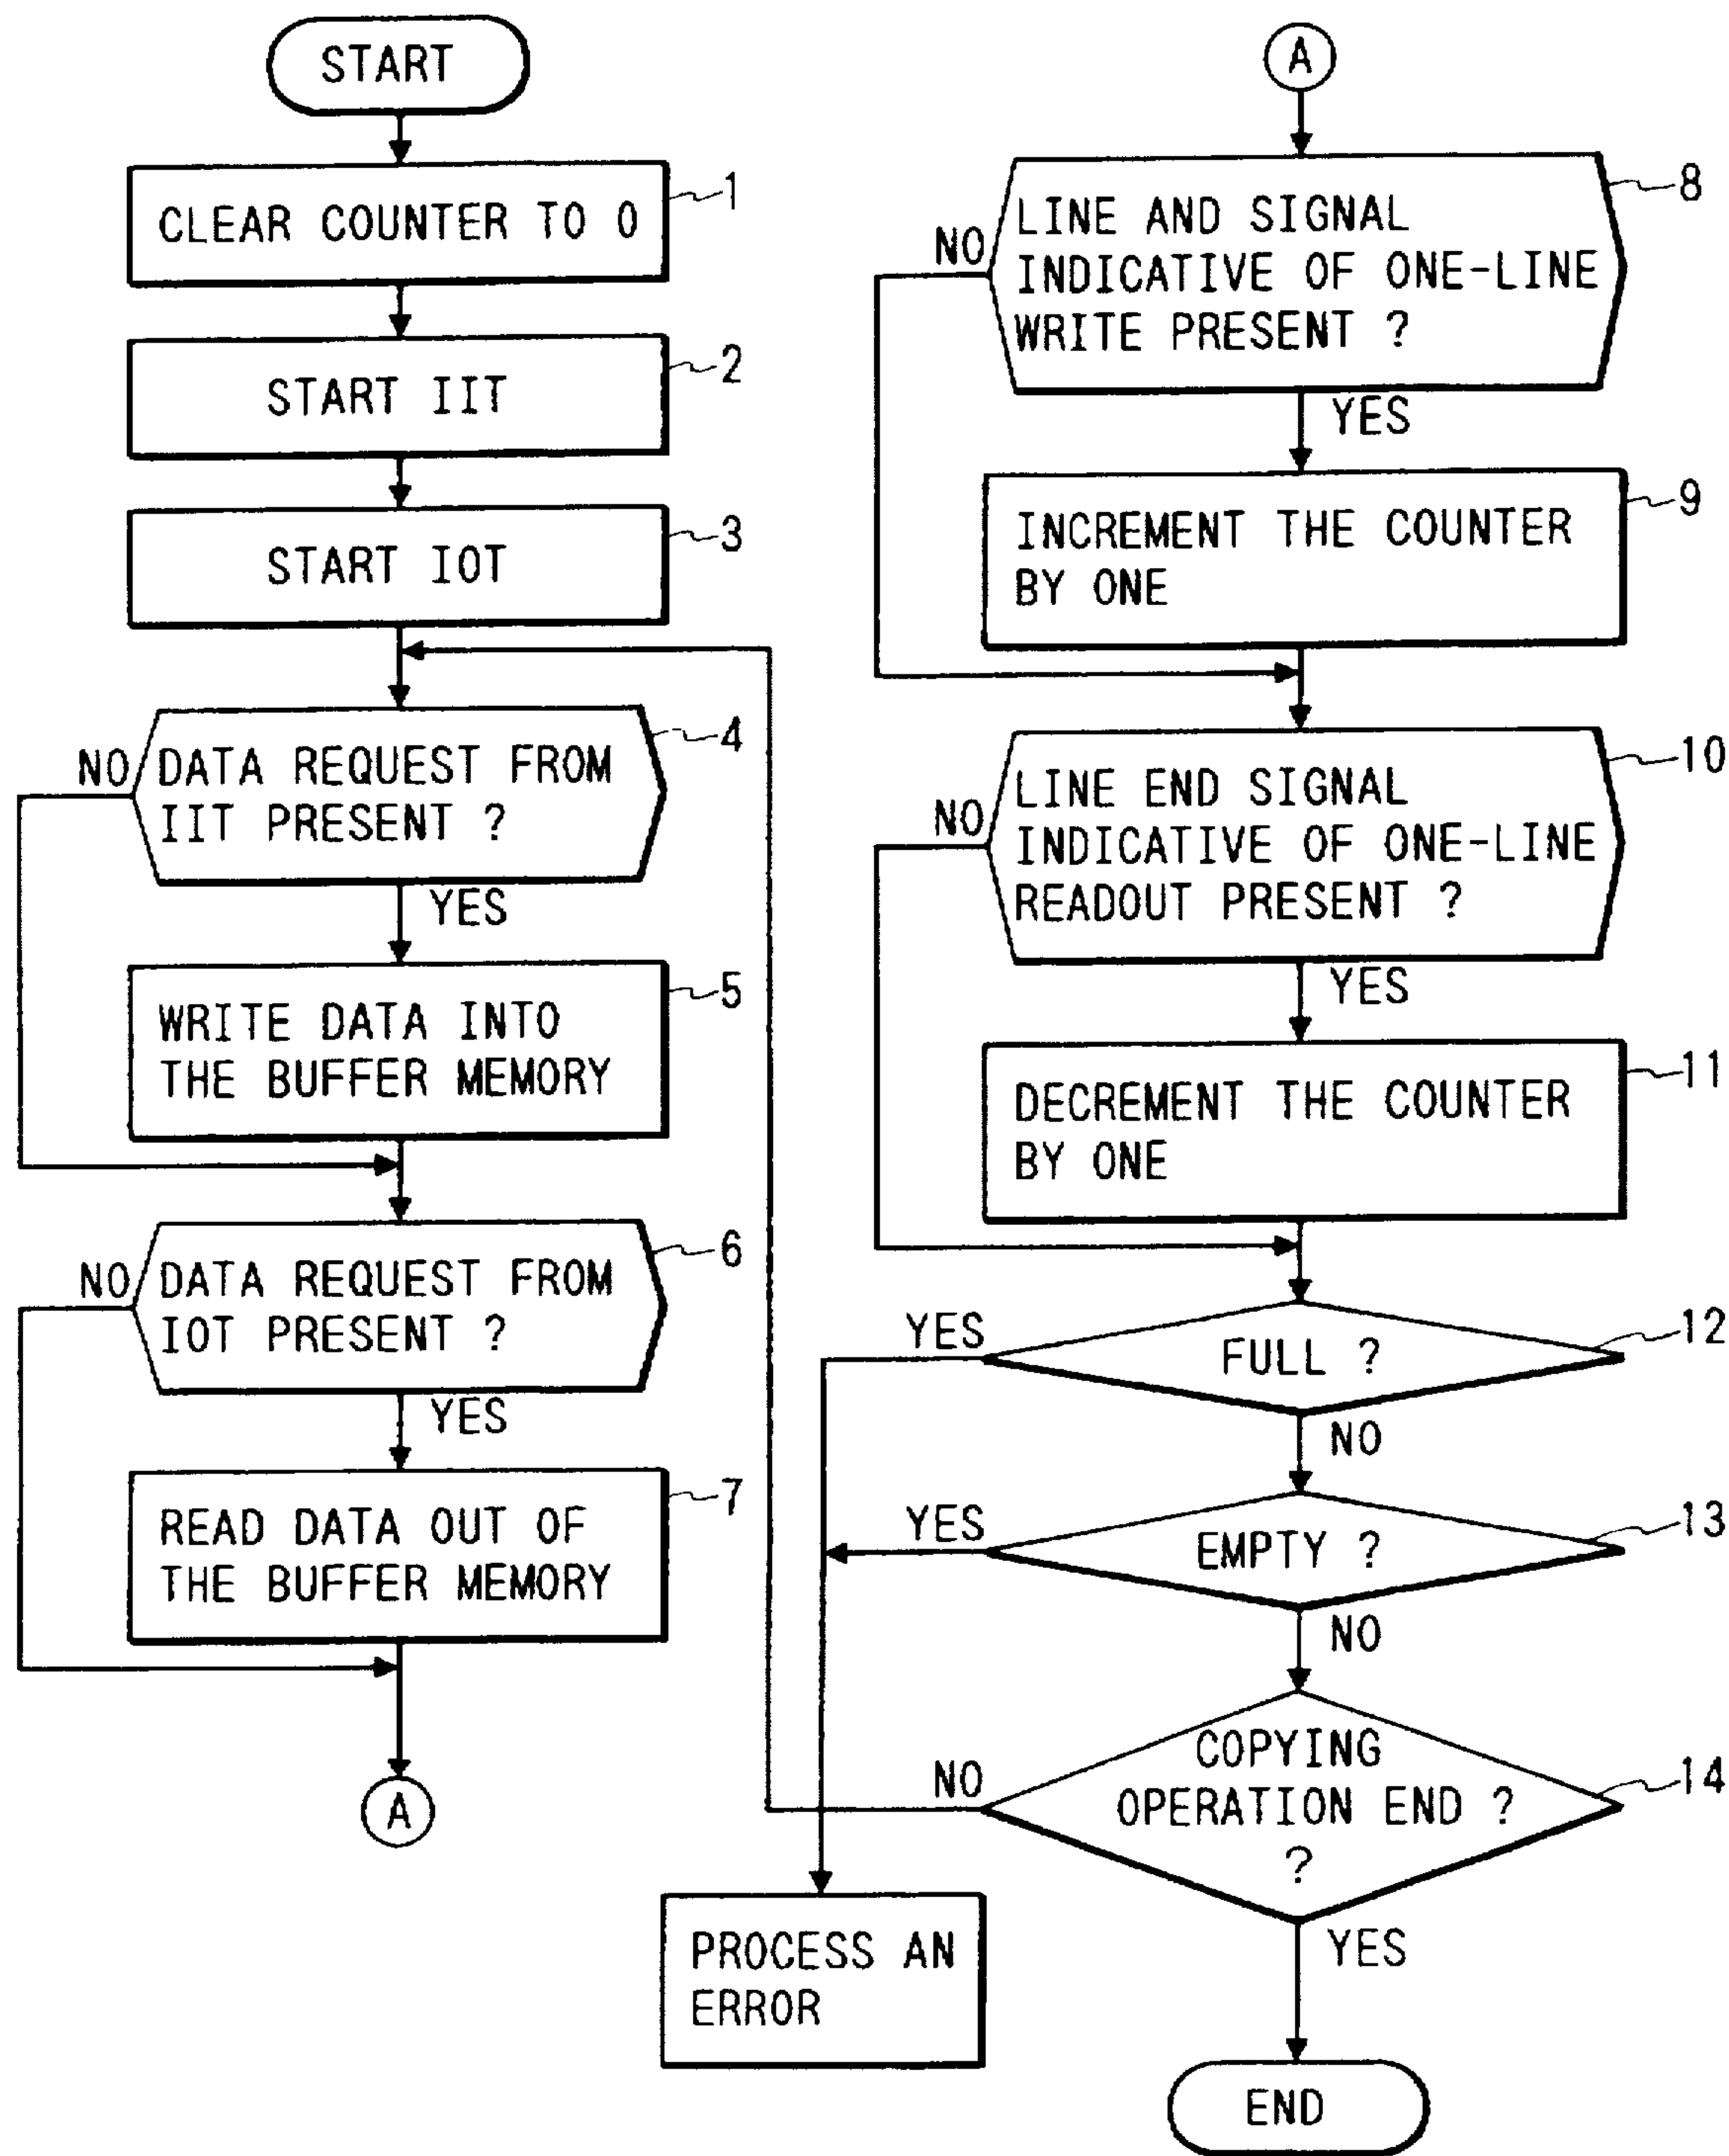 START
CLEAR COUNTER TO 0
1
START IIT
2
START IOT
3
NO
DATA REQUEST FROM
IIT PRESENT ?
4
YES
WRITE DATA INTO
THE BUFFER MEMORY
5
NO
DATA REQUEST FROM
IOT PRESENT ?
6
YES
READ DATA OUT OF
THE BUFFER MEMORY
7
A
A
NO
LINE AND SIGNAL
INDICATIVE OF ONE-LINE
WRITE PRESENT ?
8
YES
INCREMENT THE COUNTER
BY ONE
9
NO
LINE END SIGNAL
INDICATIVE OF ONE-LINE
READOUT PRESENT ?
10
YES
DECREMENT THE COUNTER
BY ONE
11
YES
FULL ?
12
NO
YES
EMPTY ?
13
NO
NO
COPYING
OPERATION END ?
?
14
YES
PROCESS AN
ERROR
END